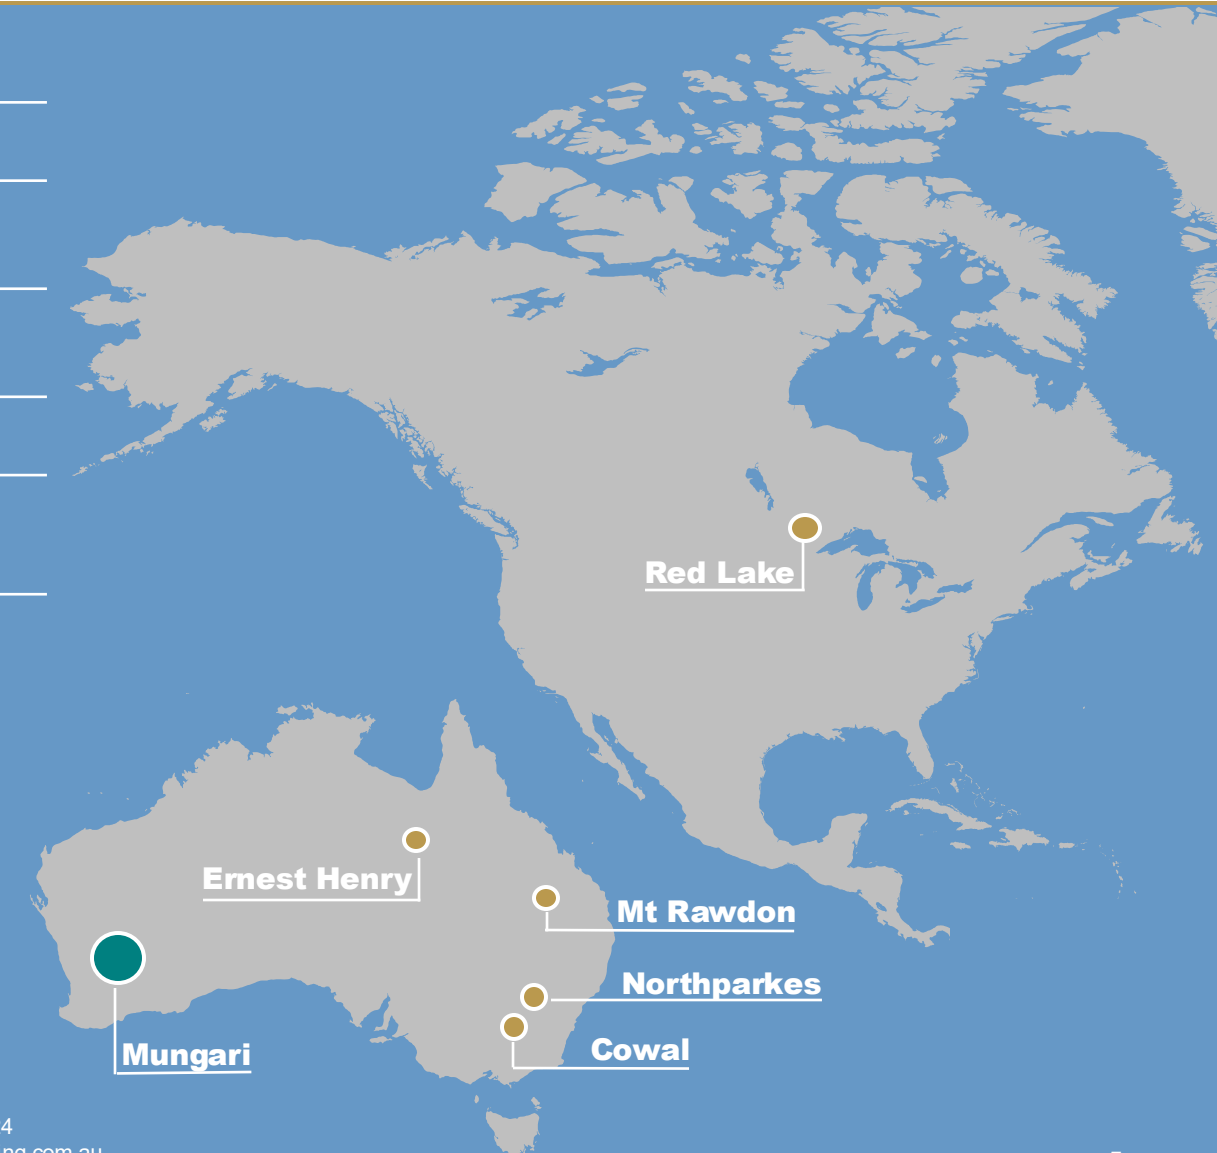 Red Lake
Ernest Henry
Mt Rawdon
Northparkes
Cowal
Mungari
4